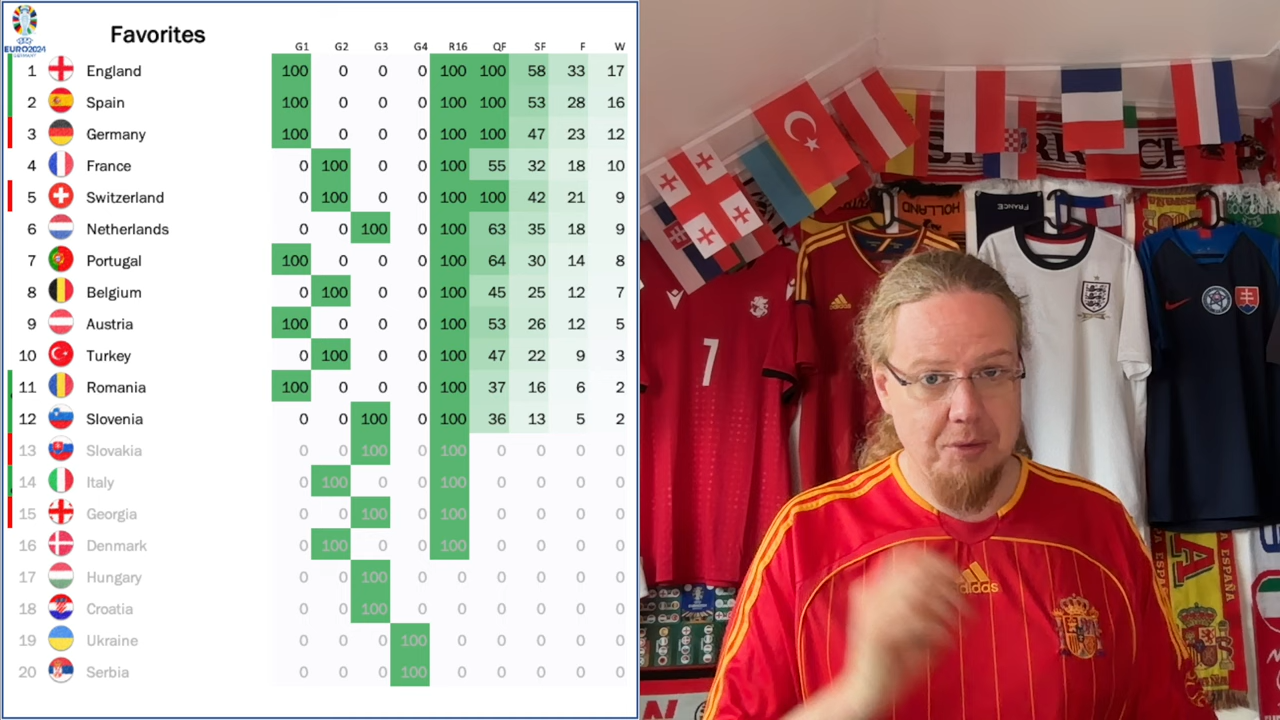 EURO2024
GERMANY
Favorites
G1 G2 G3 G4 R16 QF SF F W
1 England 100 0 0 0 100 100 58 33 17
2 Spain 100 0 0 0 100 100 53 28 16
3 Germany 100 0 0 0 100 100 47 23 12
4 France 0 100 0 0 100 55 32 18 10
5 Switzerland 0 100 0 0 100 100 42 21 9
6 Netherlands 0 0 100 0 100 63 35 18 9
7 Portugal 100 0 0 0 100 64 30 14 8
8 Belgium 0 100 0 0 100 45 25 12 7
9 Austria 100 0 0 0 100 53 26 12 5
10 Turkey 0 100 0 0 100 47 22 9 3
11 Romania 100 0 0 0 100 37 16 6 2
12 Slovenia 0 0 100 0 100 36 13 5 2
13 Slovakia 0 0 100 0 100 0 0 0 0
14 Italy 0 100 0 0 100 0 0 0 0
15 Georgia 0 0 100 0 100 0 0 0 0
16 Denmark 0 100 0 0 100 0 0 0 0
17 Hungary 0 0 100 0 0 0 0 0 0
18 Croatia 0 0 100 0 0 0 0 0 0
19 Ukraine 0 0 0 100 0 0 0 0 0
20 Serbia 0 0 0 100 0 0 0 0 0
HOLLAND
FRANCE
7
adidas
ESPAÑA